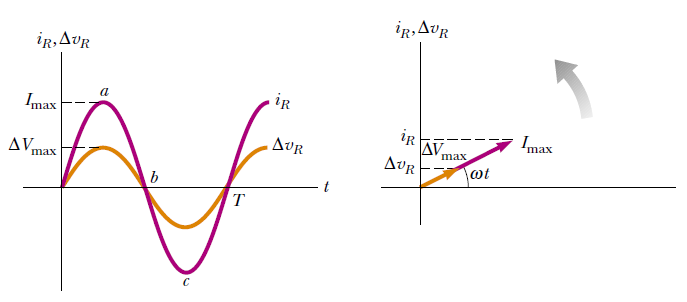 i_R, Δv_R
I_max
a
i_R
ΔV_max
Δv_R
b
t
T
c
i_R, Δv_R
i_R
I_max
ΔV_max
Δv_R
ωt